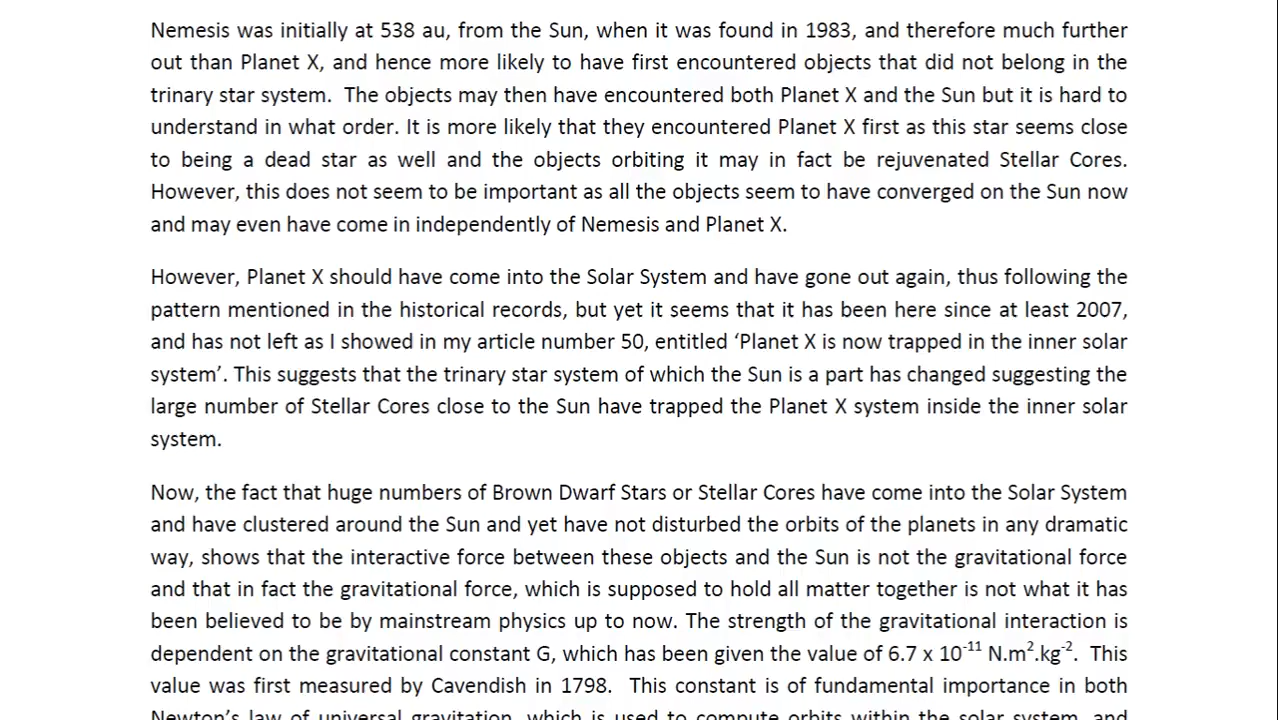 Nemesis was initially at 538 au, from the Sun, when it was found in 1983, and therefore much further
out than Planet X, and hence more likely to have first encountered objects that did not belong in the
trinary star system.  The objects may then have encountered both Planet X and the Sun but it is hard to
understand in what order. It is more likely that they encountered Planet X first as this star seems close
to being a dead star as well and the objects orbiting it may in fact be rejuvenated Stellar Cores.
However, this does not seem to be important as all the objects seem to have converged on the Sun now
and may even have come in independently of Nemesis and Planet X.
However, Planet X should have come into the Solar System and have gone out again, thus following the
pattern mentioned in the historical records, but yet it seems that it has been here since at least 2007,
and has not left as I showed in my article number 50, entitled ‘Planet X is now trapped in the inner solar
system’. This suggests that the trinary star system of which the Sun is a part has changed suggesting the
large number of Stellar Cores close to the Sun have trapped the Planet X system inside the inner solar
system.
Now, the fact that huge numbers of Brown Dwarf Stars or Stellar Cores have come into the Solar System
and have clustered around the Sun and yet have not disturbed the orbits of the planets in any dramatic
way, shows that the interactive force between these objects and the Sun is not the gravitational force
and that in fact the gravitational force, which is supposed to hold all matter together is not what it has
been believed to be by mainstream physics up to now. The strength of the gravitational interaction is
dependent on the gravitational constant G, which has been given the value of 6.7 x 10⁻¹¹ N.m².kg⁻².  This
value was first measured by Cavendish in 1798.  This constant is of fundamental importance in both
Newton’s law of universal gravitation, which is used to compute orbits within the solar system, and